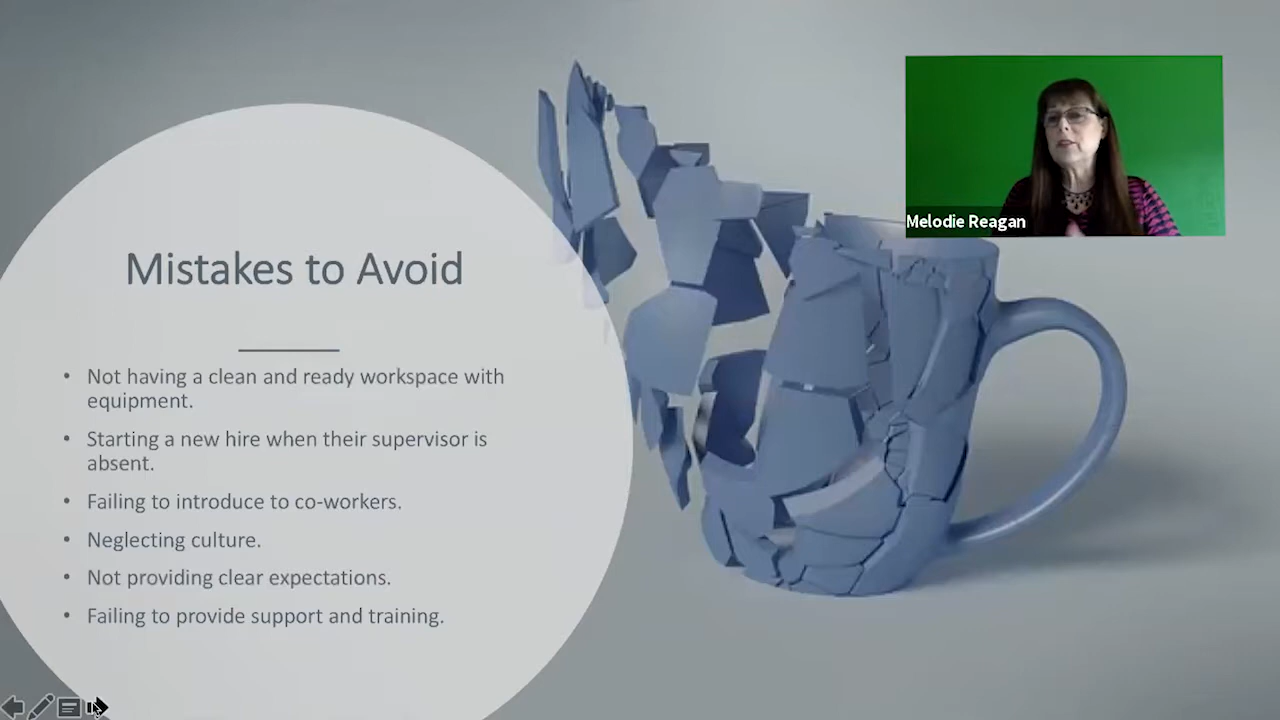 Melodie Reagan
Mistakes to Avoid
• Not having a clean and ready workspace with
equipment.
• Starting a new hire when their supervisor is
absent.
• Failing to introduce to co-workers.
• Neglecting culture.
• Not providing clear expectations.
• Failing to provide support and training.